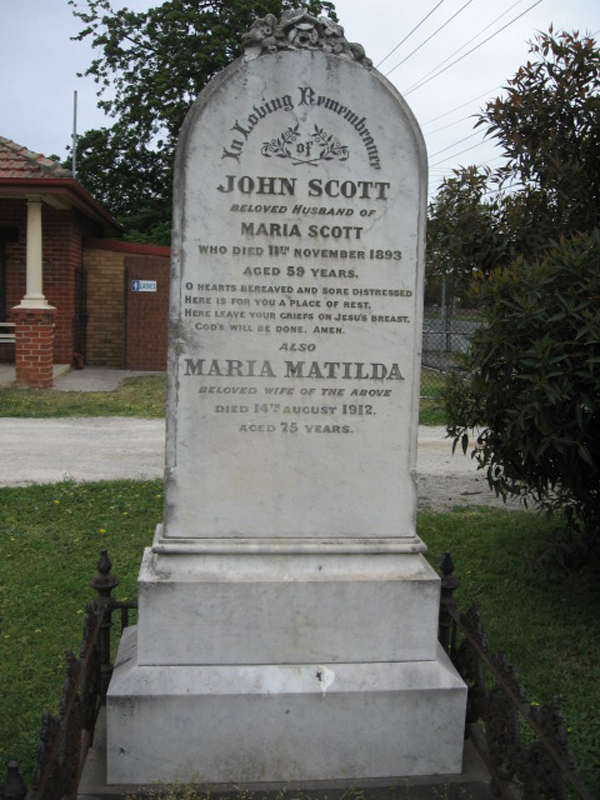 In Loving Remembrance
of
JOHN SCOTT
BELOVED HUSBAND OF
MARIA SCOTT
WHO DIED 11TH NOVEMBER 1893
AGED 59 YEARS.
O HEARTS BEREAVED AND SORE DISTRESSED
HERE IS FOR YOU A PLACE OF REST,
HERE LEAVE YOUR GRIEFS ON JESU'S BREAST,
GOD'S WILL BE DONE, AMEN.
ALSO
MARIA MATILDA
BELOVED WIFE OF THE ABOVE
DIED 14TH AUGUST 1912.
AGED 75 YEARS.
LADIES